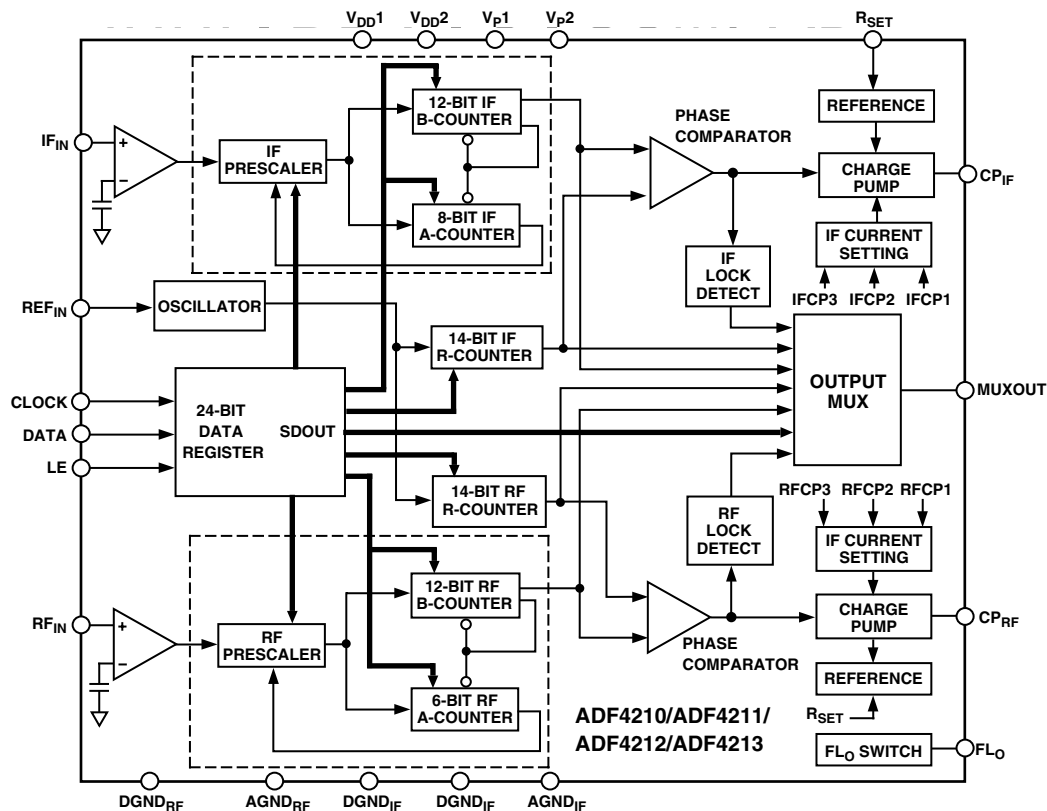 VDD1 VDD2 VP1 VP2 RSET
12-BIT IF
B-COUNTER
PHASE
COMPARATOR
REFERENCE
IFIN
+
−
IF
PRESCALER
CHARGE
PUMP
CPIF
8-BIT IF
A-COUNTER
IF CURRENT
SETTING
IF
LOCK
DETECT
IFCP3 IFCP2 IFCP1
REFIN
OSCILLATOR
14-BIT IF
R-COUNTER
OUTPUT
MUX
MUXOUT
CLOCK
DATA
LE
24-BIT
DATA
REGISTER
SDOUT
14-BIT RF
R-COUNTER
RF
LOCK
DETECT
RFCP3 RFCP2 RFCP1
IF CURRENT
SETTING
12-BIT RF
B-COUNTER
RFIN
+
−
RF
PRESCALER
CHARGE
PUMP
CPRF
PHASE
COMPARATOR
REFERENCE
6-BIT RF
A-COUNTER
RSET
ADF4210/ADF4211/
ADF4212/ADF4213
FLO SWITCH
FLO
DGNDRF AGNDRF DGNDIF DGNDIF AGNDIF